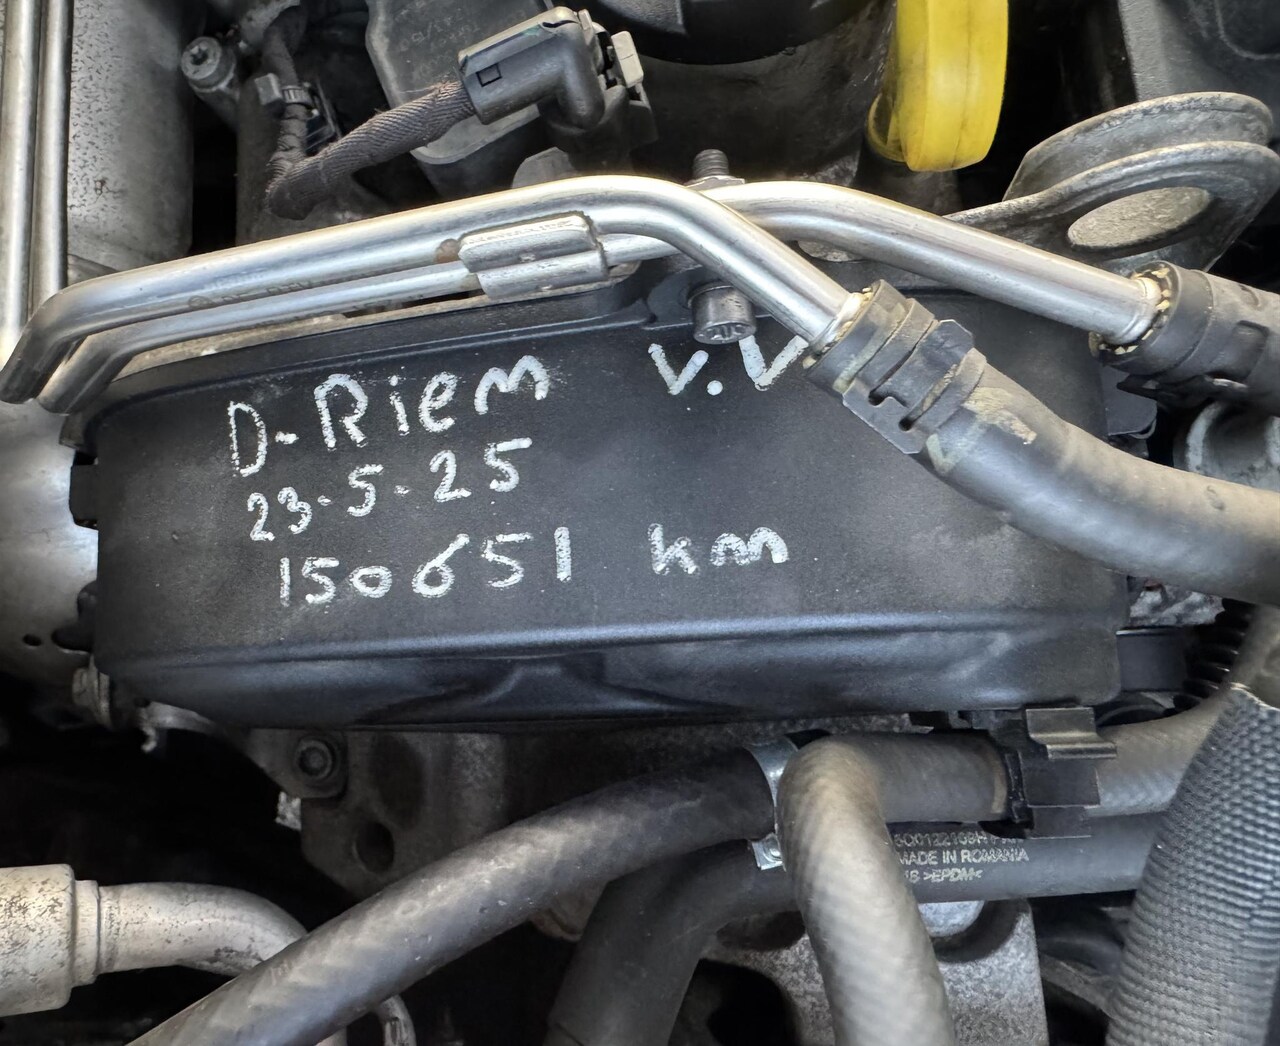 D-Riem V.V
23-5-25
150651 km
MADE IN ROMANIA
>EPDM<